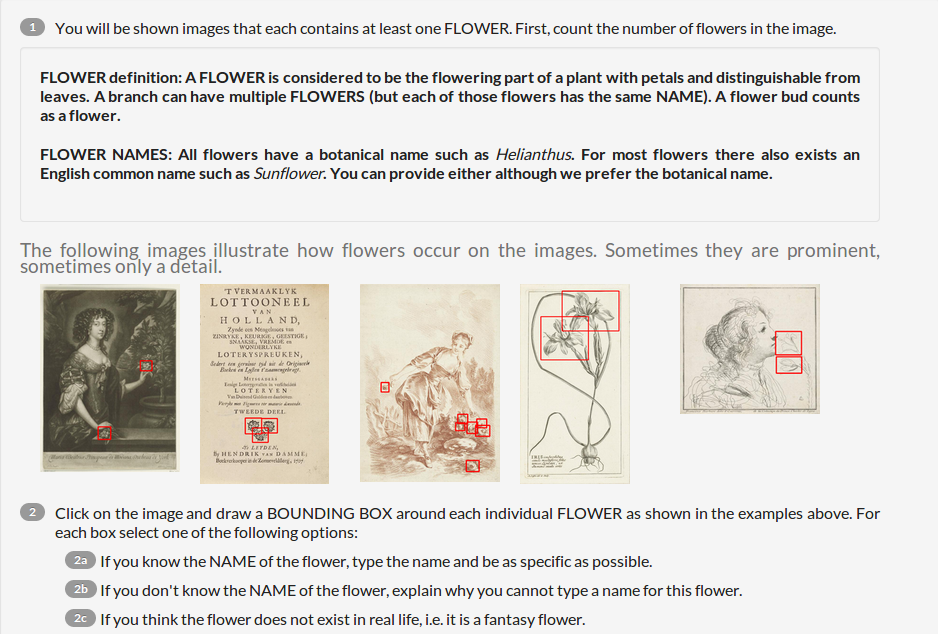 1 You will be shown images that each contains at least one FLOWER. First, count the number of flowers in the image.
FLOWER definition: A FLOWER is considered to be the flowering part of a plant with petals and distinguishable from
leaves. A branch can have multiple FLOWERS (but each of those flowers has the same NAME). A flower bud counts
as a flower.
FLOWER NAMES: All flowers have a botanical name such as Helianthus. For most flowers there also exists an
English common name such as Sunflower. You can provide either although we prefer the botanical name.
The following images illustrate how flowers occur on the images. Sometimes they are prominent,
sometimes only a detail.
'T VERMAAKLYK
LOTTOONEEL
VAN
HOLLAND,
Zynde een Mengelmoes van
ZINRYKE, KEURIGE, GEESTIGE,
SNAAKSE, VREEMDE en
WONDERLYKE
LOTERYSPREUKEN,
LOTERYEN
TWEEDE DEEL
By HENDRIK VAN DAMME,
2 Click on the image and draw a BOUNDING BOX around each individual FLOWER as shown in the examples above. For
each box select one of the following options:
2a If you know the NAME of the flower, type the name and be as specific as possible.
2b If you don't know the NAME of the flower, explain why you cannot type a name for this flower.
2c If you think the flower does not exist in real life, i.e. it is a fantasy flower.